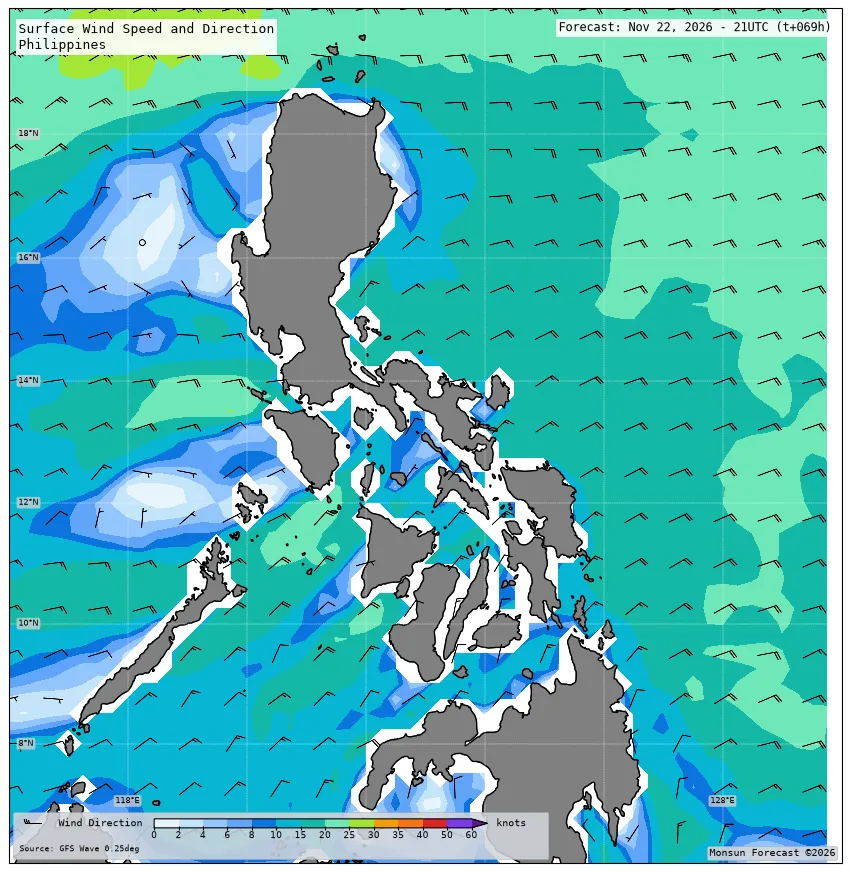 Surface Wind Speed and Direction
Philippines
Forecast: Nov 22, 2026 - 21UTC (t+069h)
18°N
16°N
14°N
12°N
10°N
8°N
118°E
128°E
Wind Direction
0 2 4 6 8 10 15 20 25 30 35 40 50 60
knots
Source: GFS Wave 0.25deg
Monsun Forecast ©2026